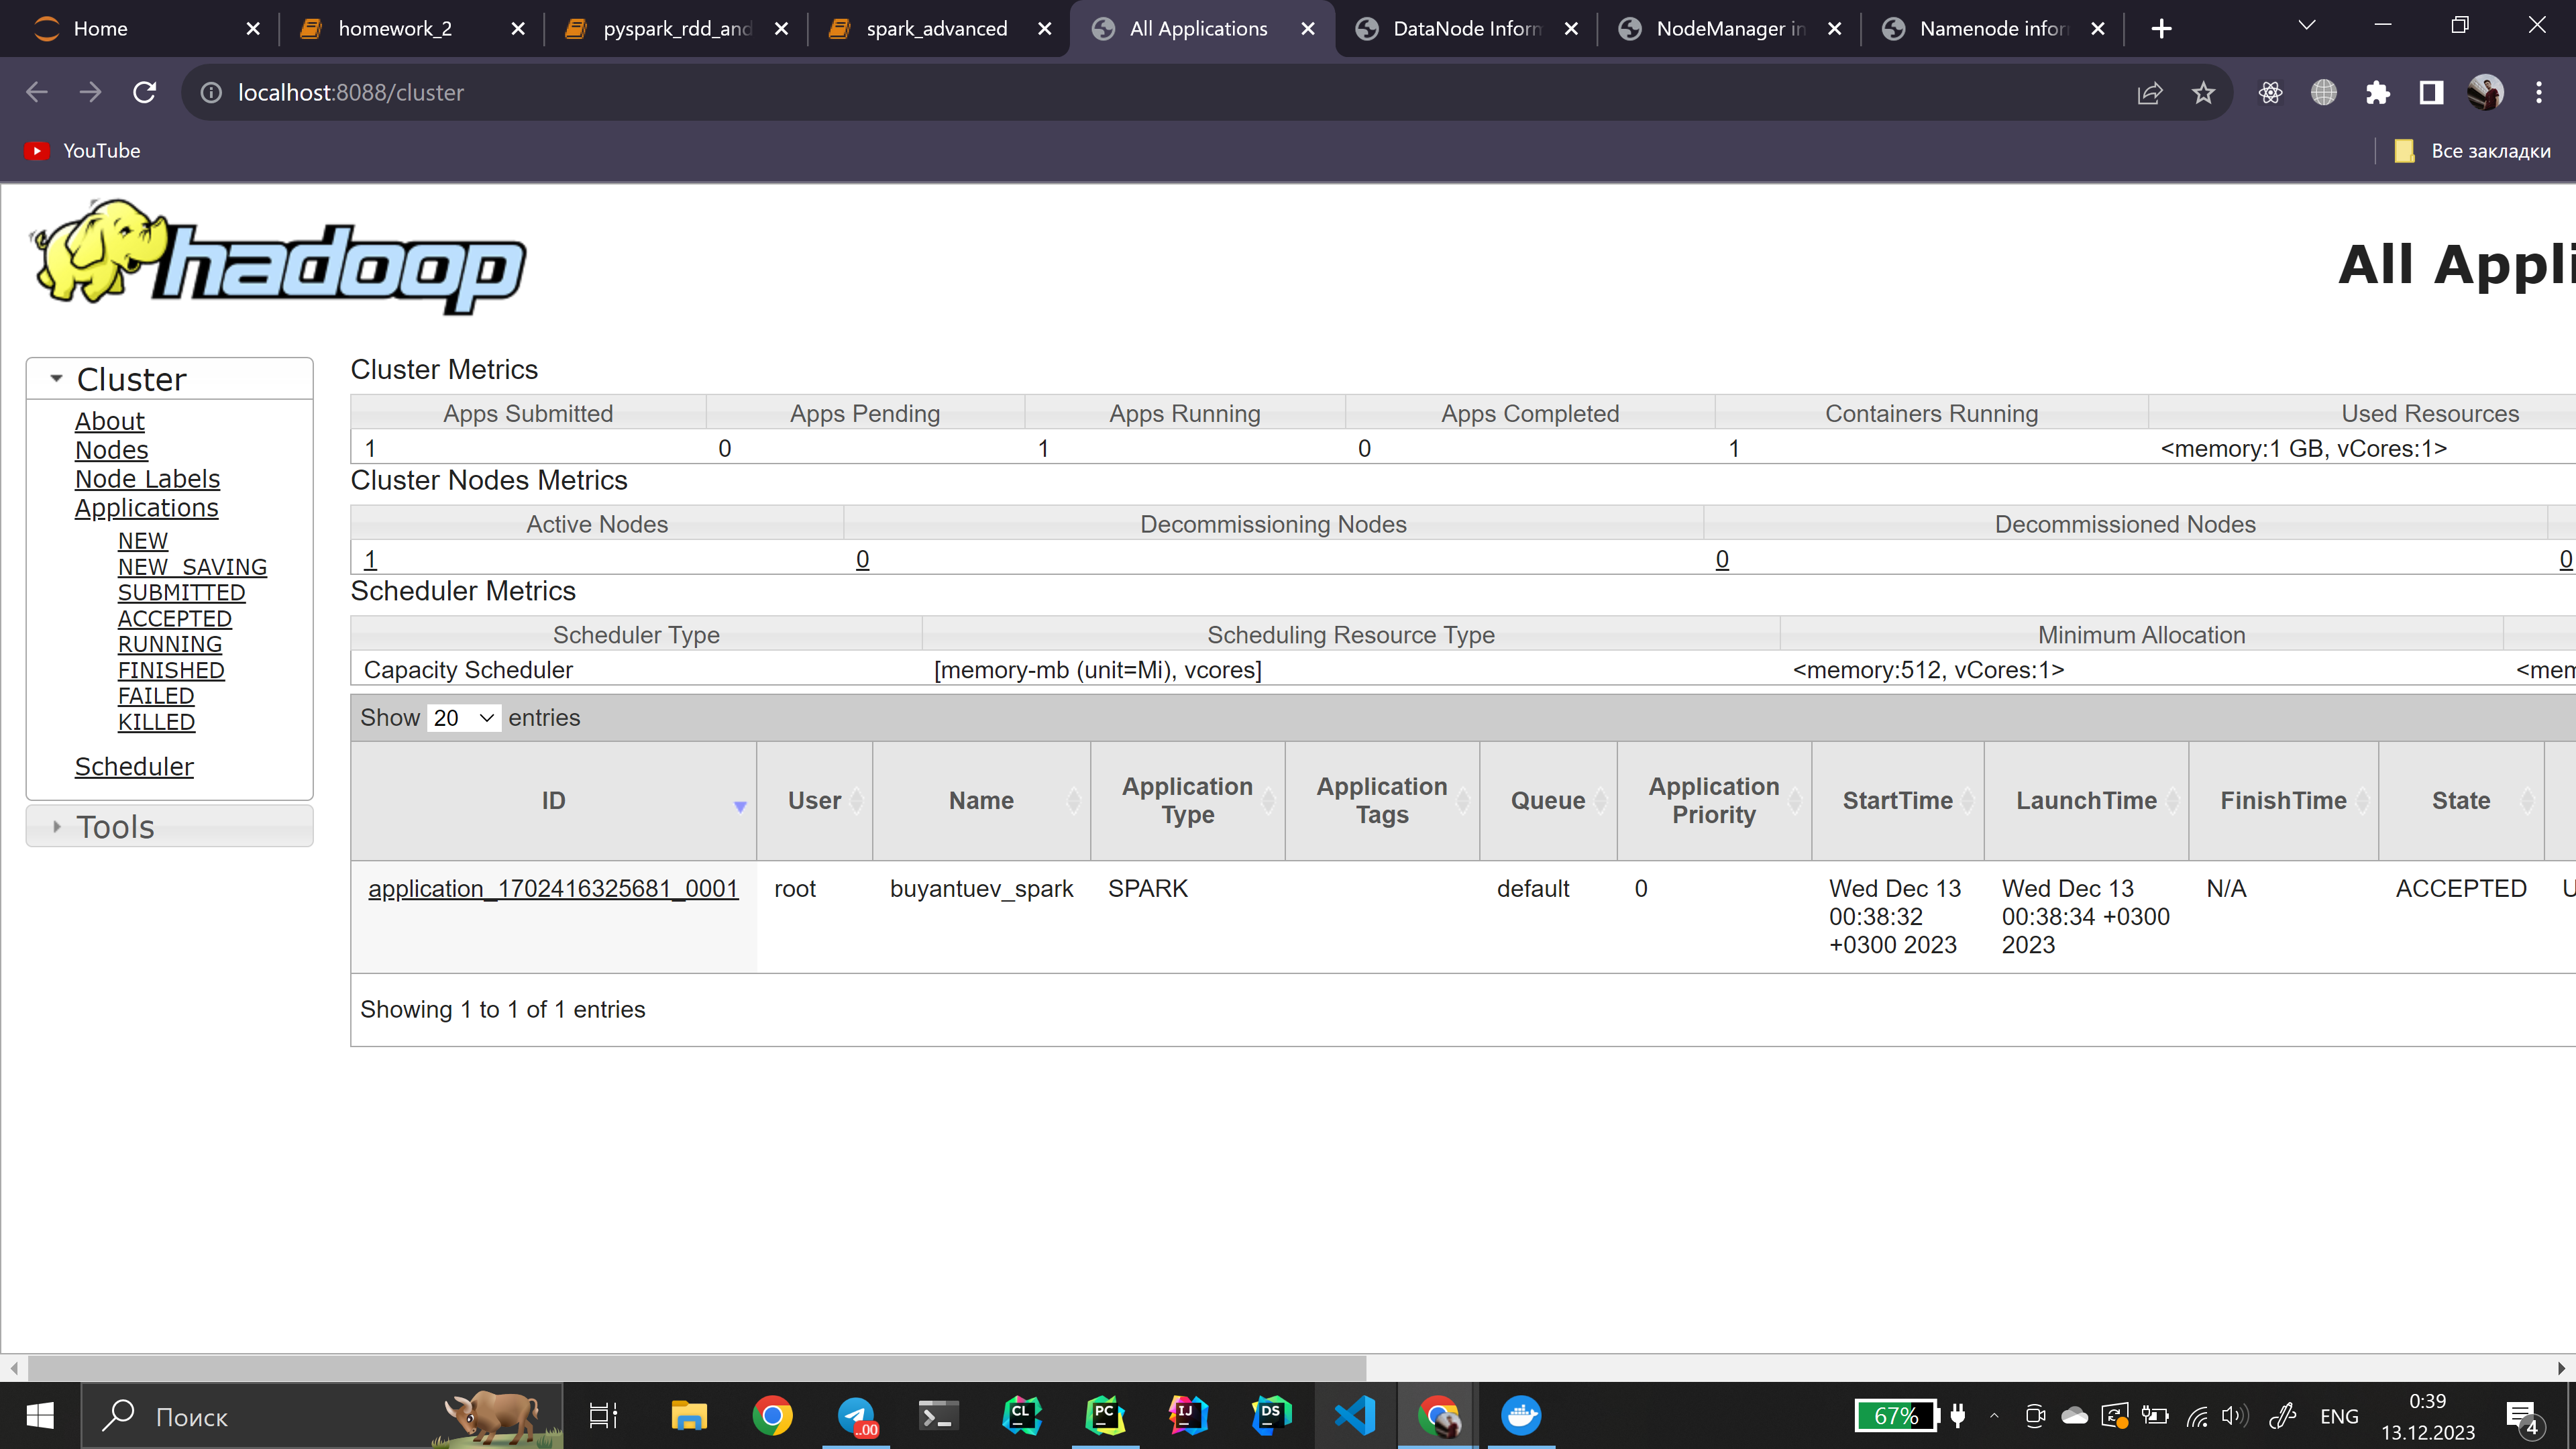 Home
homework_2
pyspark_rdd_and
spark_advanced
All Applications
DataNode Inform
NodeManager in
Namenode infor
localhost:8088/cluster
YouTube
Все закладки
hadoop
All Appli
Cluster
About
Nodes
Node Labels
Applications
NEW
NEW_SAVING
SUBMITTED
ACCEPTED
RUNNING
FINISHED
FAILED
KILLED
Scheduler
Tools
Cluster Metrics
Apps Submitted Apps Pending Apps Running Apps Completed Containers Running Used Resources
1 0 1 0 1 <memory:1 GB, vCores:1>
Cluster Nodes Metrics
Active Nodes Decommissioning Nodes Decommissioned Nodes
1 0 0 0
Scheduler Metrics
Scheduler Type Scheduling Resource Type Minimum Allocation
Capacity Scheduler [memory-mb (unit=Mi), vcores] <memory:512, vCores:1> <mem
Show 20 entries
ID User Name Application Type Application Tags Queue Application Priority StartTime LaunchTime FinishTime State
application_1702416325681_0001 root buyantuev_spark SPARK default 0 Wed Dec 13 00:38:32 +0300 2023 Wed Dec 13 00:38:34 +0300 2023 N/A ACCEPTED U
Showing 1 to 1 of 1 entries
Поиск
..00
CL
PC
IJ
DS
67%
ENG
0:39
13.12.2023
4